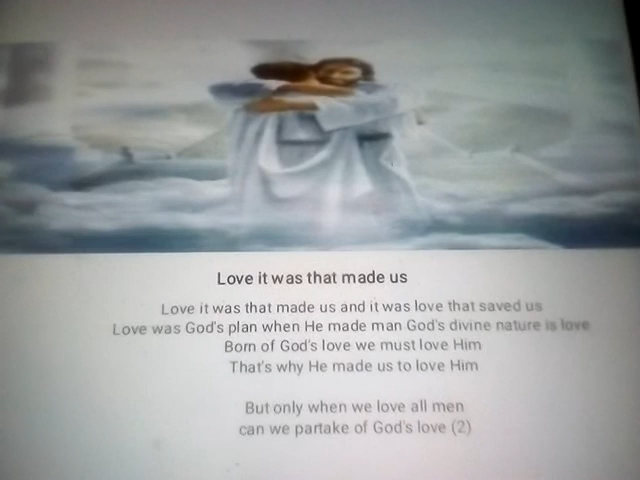 Love it was that made us
Love it was that made us and it was love that saved us
Love was God's plan when He made man God's divine nature is love
Born of God's love we must love Him
That's why He made us to love Him
But only when we love all men
can we partake of God's love (2)